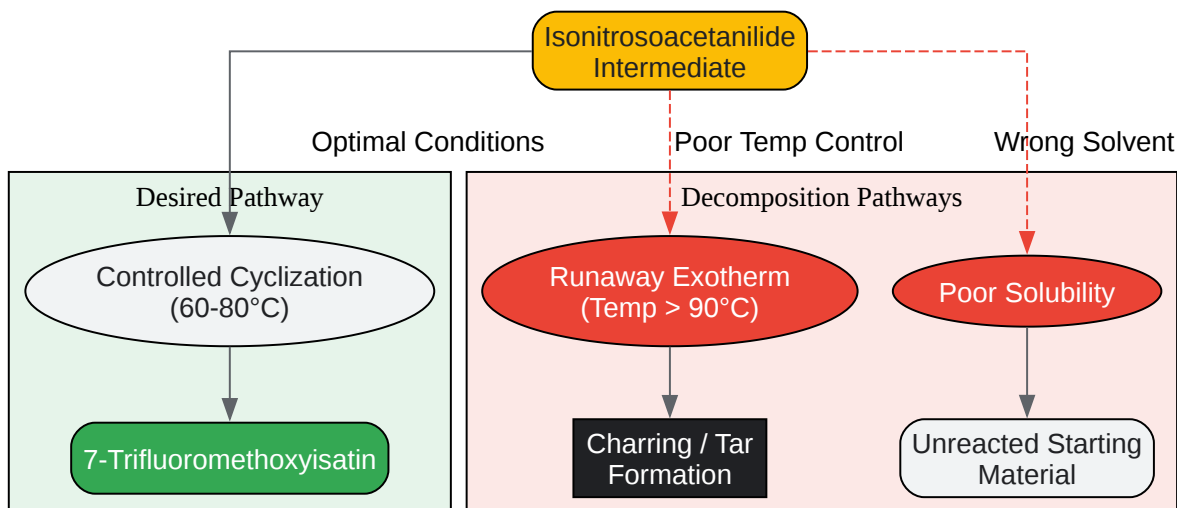 Isonitrosoacetanilide
Intermediate
Optimal Conditions
Poor Temp Control
Wrong Solvent
Desired Pathway
Decomposition Pathways
Controlled Cyclization
(60-80°C)
Runaway Exotherm
(Temp > 90°C)
Poor Solubility
7-Trifluoromethoxyisatin
Charring / Tar
Formation
Unreacted Starting
Material